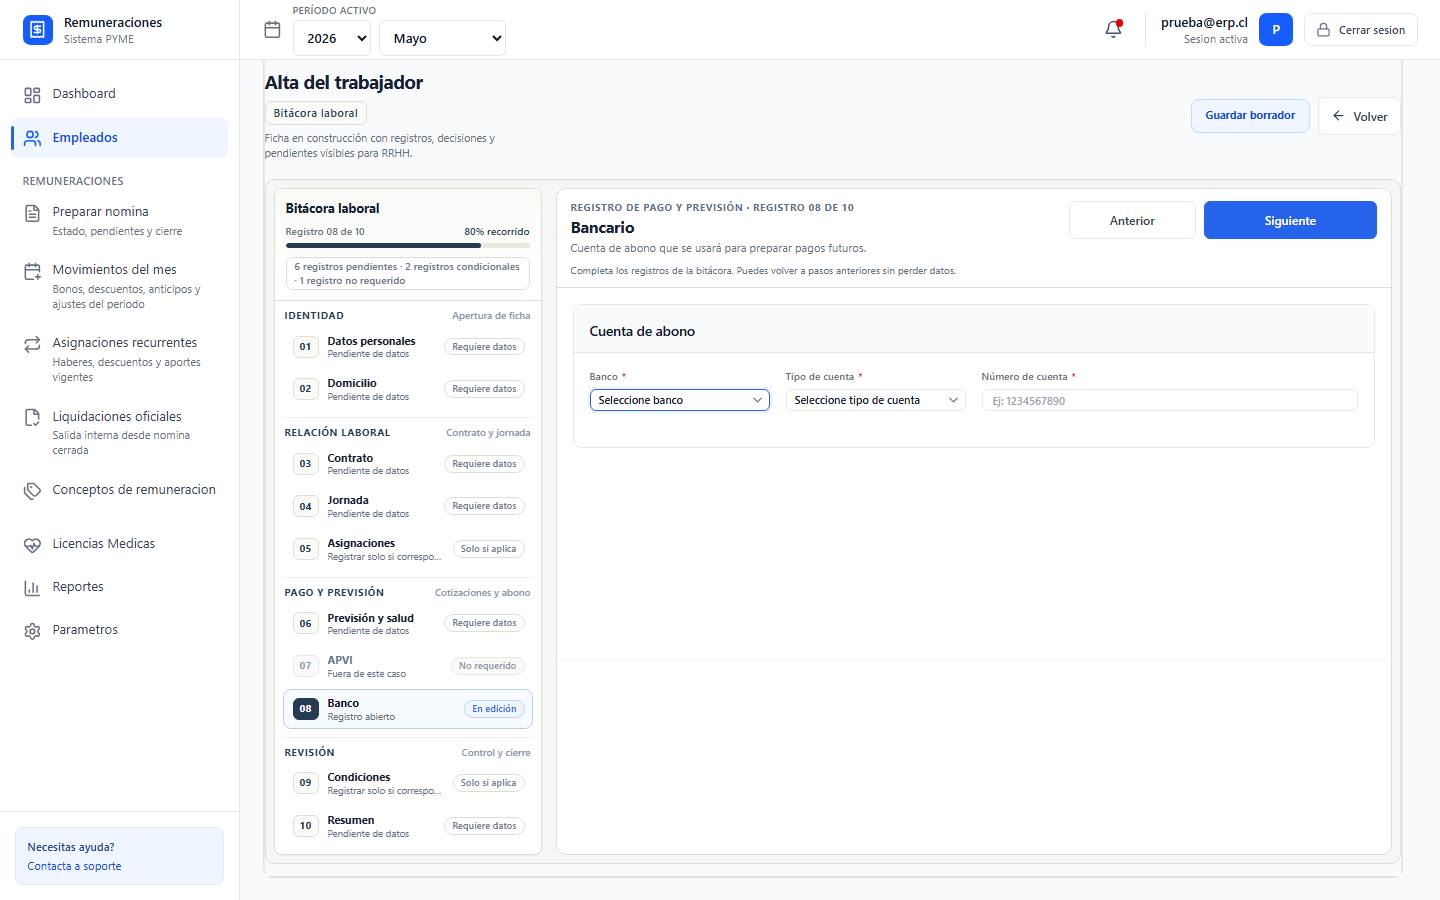 Remuneraciones
Sistema PYME
PERÍODO ACTIVO
2026
Mayo
prueba@erp.cl
Sesion activa
P
Cerrar sesion
Dashboard
Empleados
REMUNERACIONES
Preparar nomina
Estado, pendientes y cierre
Movimientos del mes
Bonos, descuentos, anticipos y
ajustes del periodo
Asignaciones recurrentes
Haberes, descuentos y aportes
vigentes
Liquidaciones oficiales
Salida interna desde nomina
cerrada
Conceptos de remuneracion
Licencias Medicas
Reportes
Parametros
Necesitas ayuda?
Contacta a soporte
Alta del trabajador
Bitácora laboral
Ficha en construcción con registros, decisiones y
pendientes visibles para RRHH.
Guardar borrador
Volver
Bitácora laboral
Registro 08 de 10
80% recorrido
6 registros pendientes · 2 registros condicionales
· 1 registro no requerido
IDENTIDAD
Apertura de ficha
01
Datos personales
Pendiente de datos
Requiere datos
02
Domicilio
Pendiente de datos
Requiere datos
RELACIÓN LABORAL
Contrato y jornada
03
Contrato
Pendiente de datos
Requiere datos
04
Jornada
Pendiente de datos
Requiere datos
05
Asignaciones
Registrar solo si correspo...
Solo si aplica
PAGO Y PREVISIÓN
Cotizaciones y abono
06
Previsión y salud
Pendiente de datos
Requiere datos
07
APVI
Fuera de este caso
No requerido
08
Banco
Registro abierto
En edición
REVISIÓN
Control y cierre
09
Condiciones
Registrar solo si correspo...
Solo si aplica
10
Resumen
Pendiente de datos
Requiere datos
REGISTRO DE PAGO Y PREVISIÓN · REGISTRO 08 DE 10
Bancario
Cuenta de abono que se usará para preparar pagos futuros.
Completa los registros de la bitácora. Puedes volver a pasos anteriores sin perder datos.
Anterior
Siguiente
Cuenta de abono
Banco *
Seleccione banco
Tipo de cuenta *
Seleccione tipo de cuenta
Número de cuenta *
Ej: 1234567890